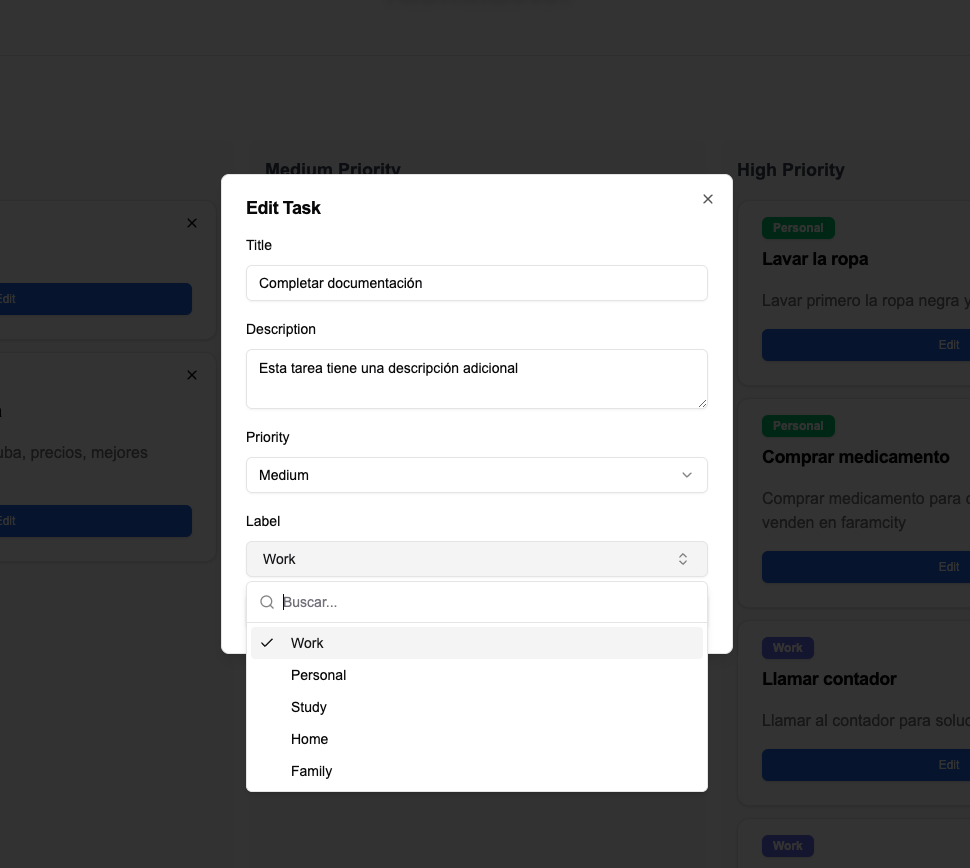 Medium Priority
High Priority
Edit Task
Title
Completar documentación
Description
Esta tarea tiene una descripción adicional
Priority
Medium
Label
Work
Buscar...
Work
Personal
Study
Home
Family
Edit
precios, mejores
Edit
Personal
Lavar la ropa
Lavar primero la ropa negra y
Edit
Personal
Comprar medicamento
Comprar medicamento para
venden en faramcity
Edit
Work
Llamar contador
Llamar al contador para
Edit
Work